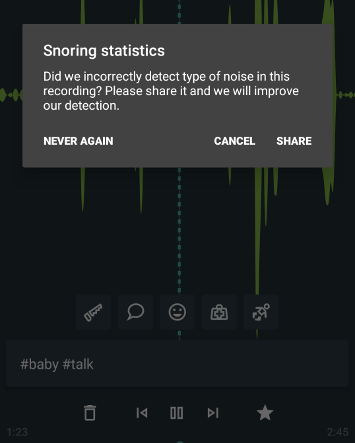 Snoring statistics
Did we incorrectly detect type of noise in this
recording? Please share it and we will improve
our detection.
NEVER AGAIN CANCEL SHARE
#baby #talk
1:23 2:45